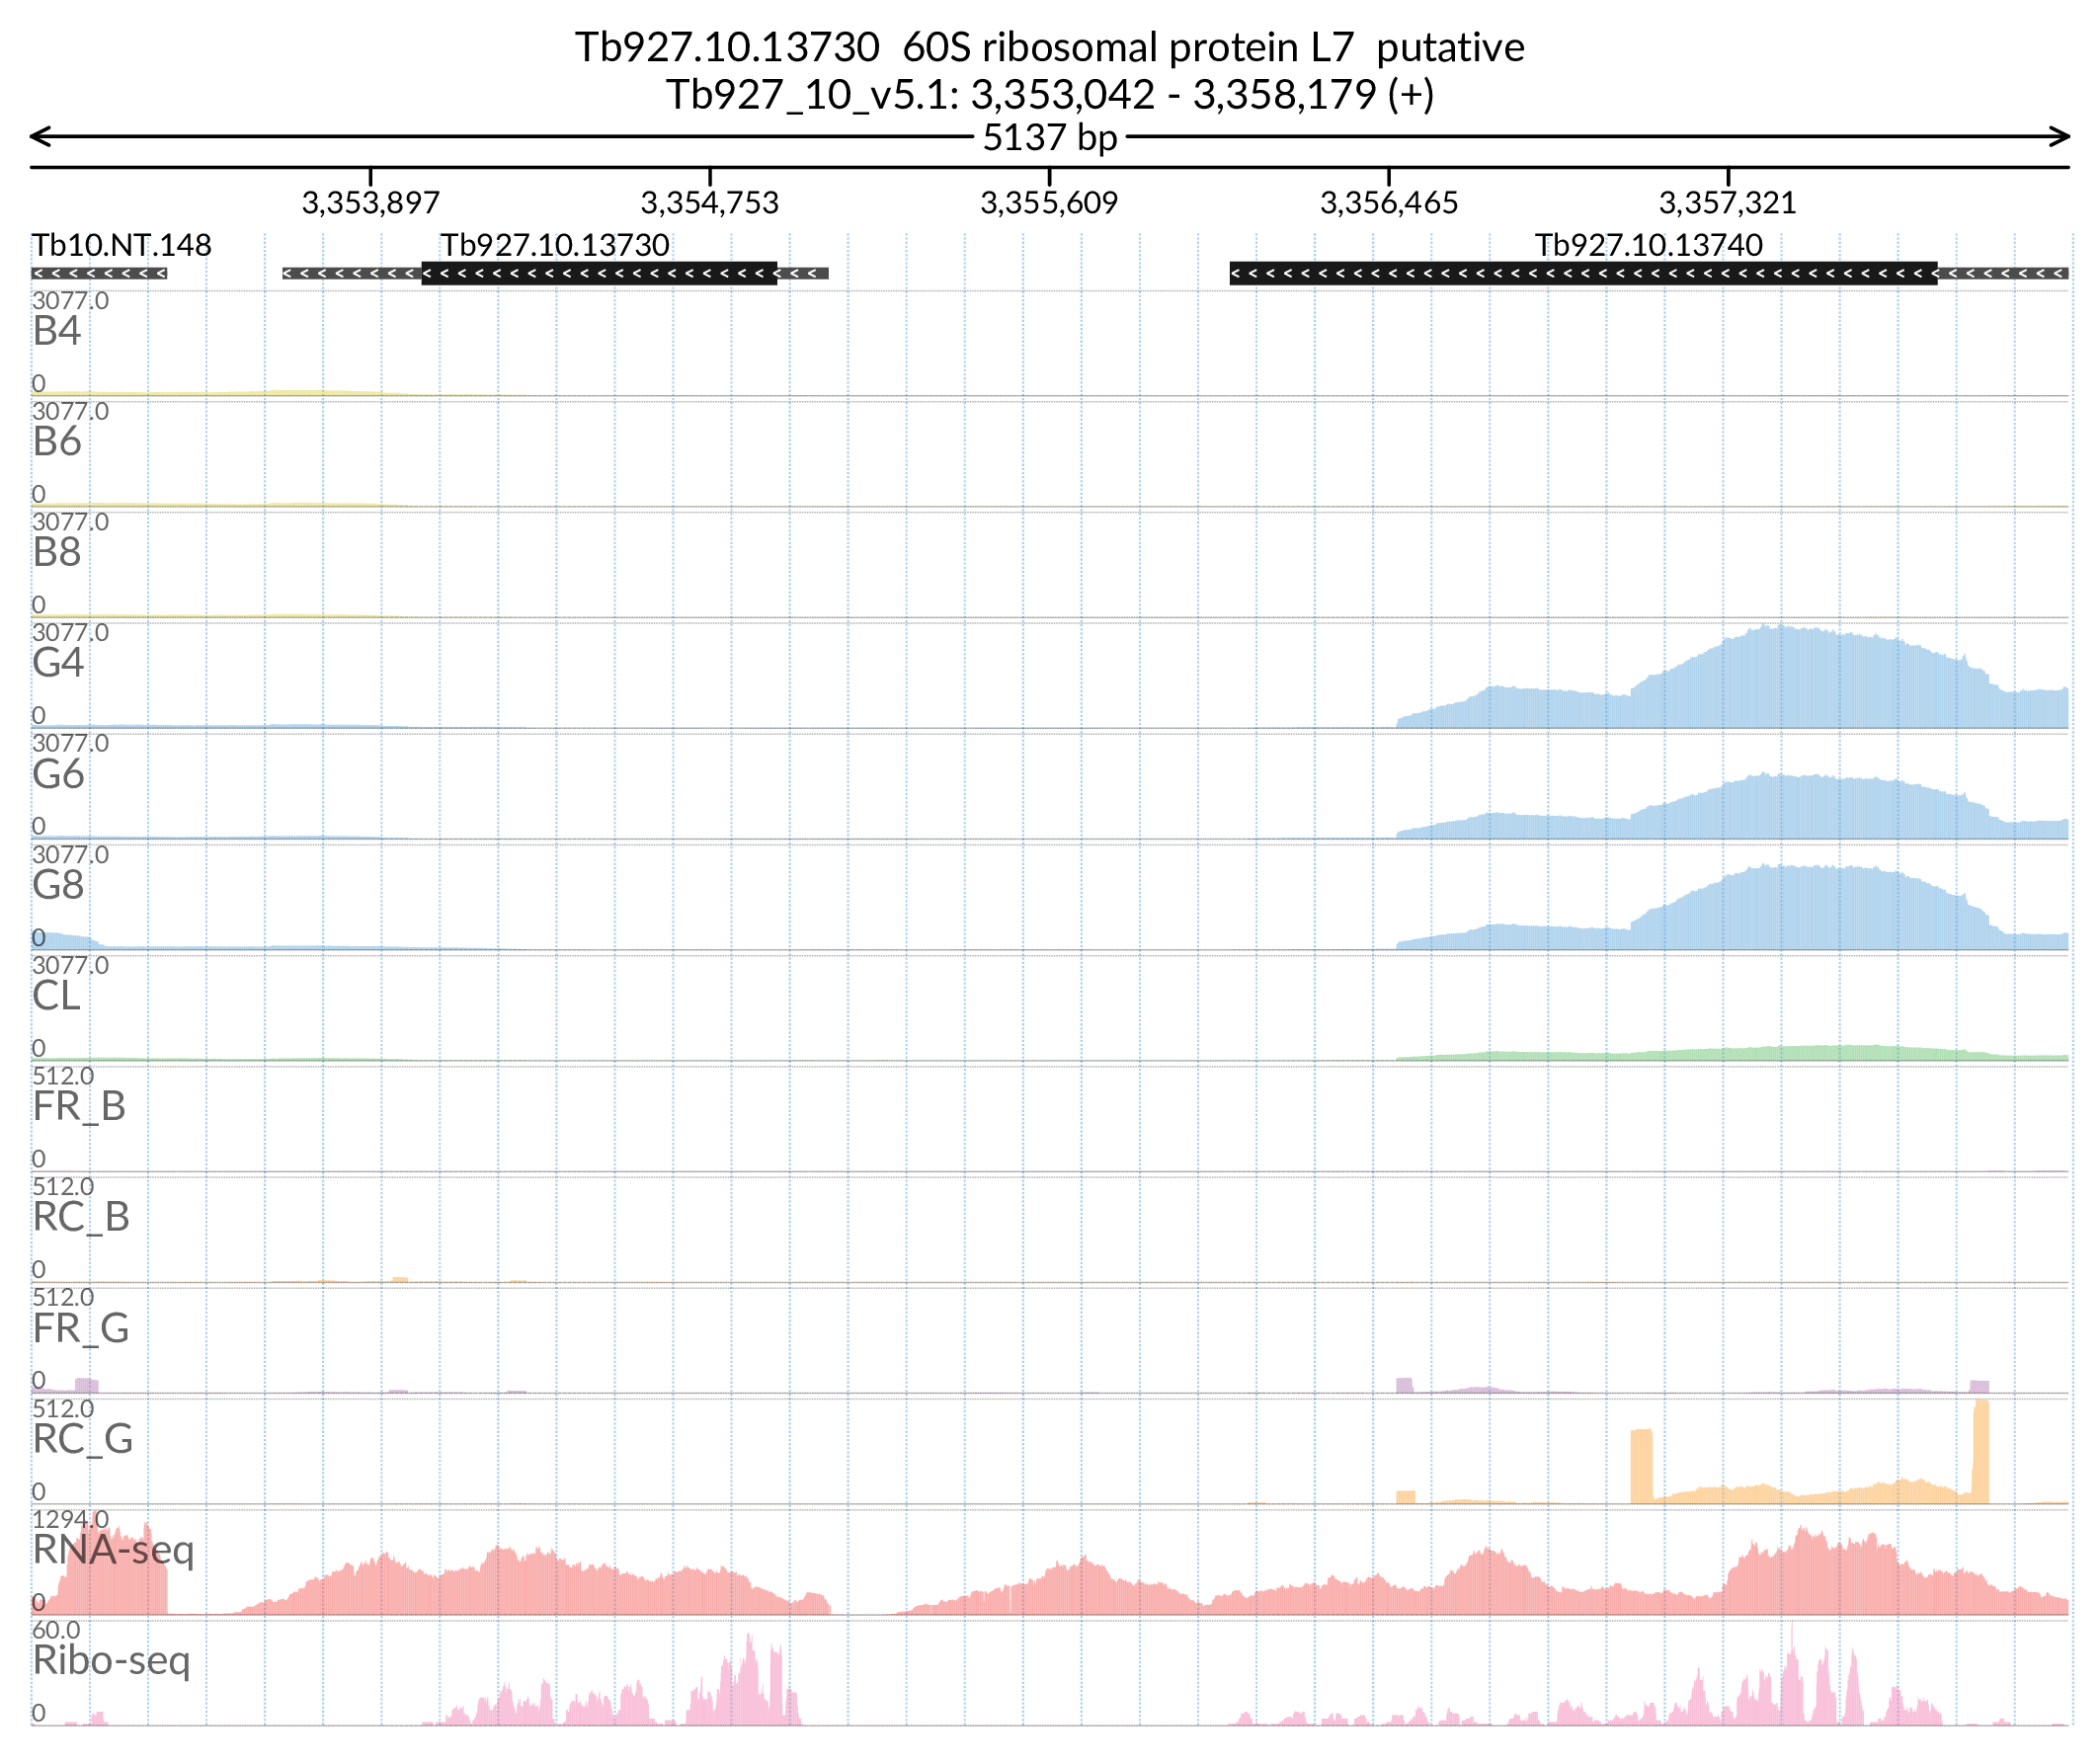 Tb927.10.13730  60S ribosomal protein L7  putative
Tb927_10_v5.1: 3,353,042 - 3,358,179 (+)
5137 bp
3,353,897 3,354,753 3,355,609 3,356,465 3,357,321
Tb10.NT.148 Tb927.10.13730 Tb927.10.13740
3077.0
B4
0
3077.0
B6
0
3077.0
B8
0
3077.0
G4
0
3077.0
G6
0
3077.0
G8
0
3077.0
CL
0
512.0
FR_B
0
512.0
RC_B
0
512.0
FR_G
0
512.0
RC_G
0
1294.0
RNA-seq
0
60.0
Ribo-seq
0